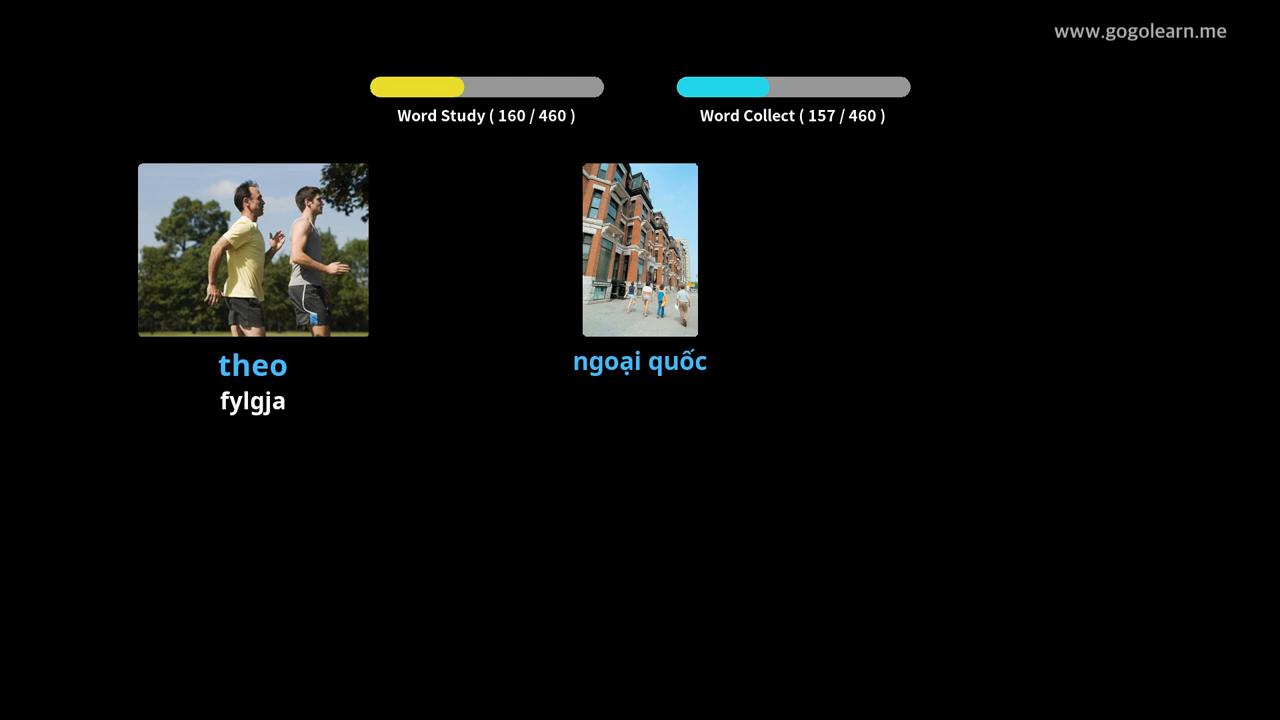 www.gogolearn.me
Word Study ( 160 / 460 )
Word Collect ( 157 / 460 )
theo
fylgja
ngoại quốc